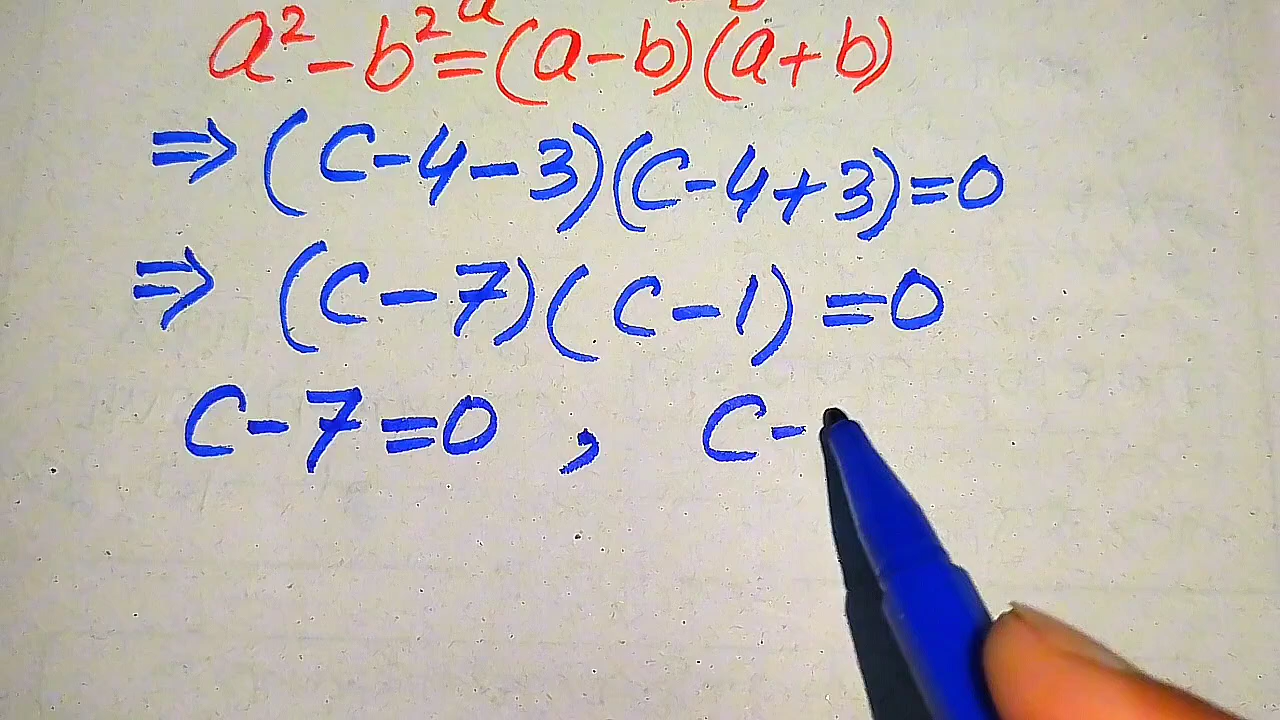 a² - b² = (a - b)(a + b)
⇒ (C - 4 - 3)(C - 4 + 3) = 0
⇒ (C - 7)(C - 1) = 0
C - 7 = 0 , C -